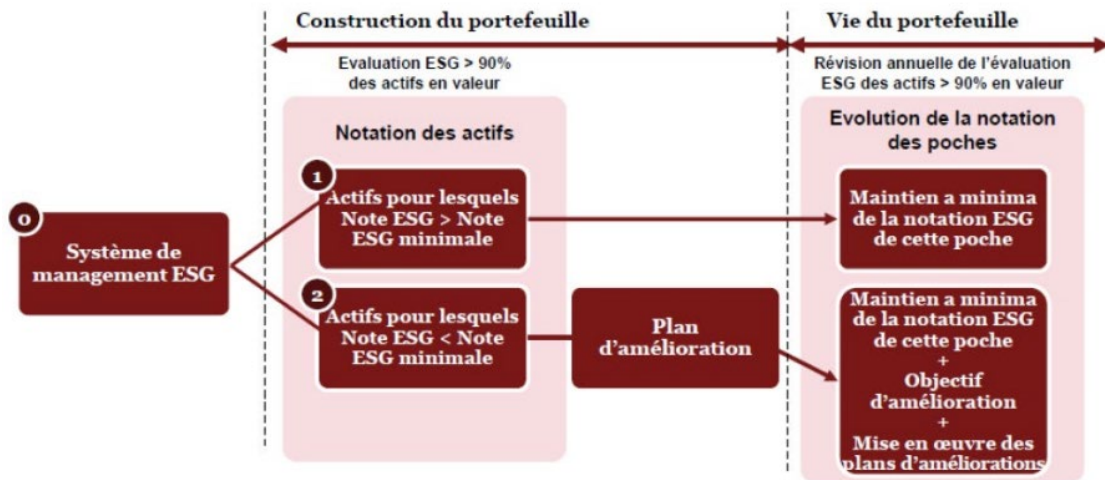 Construction du portefeuille
Vie du portefeuille
Evaluation ESG > 90%
des actifs en valeur
Révision annuelle de l'évaluation
ESG des actifs > 90% en valeur
Notation des actifs
Evolution de la notation
des poches
0
Système de
management ESG
1
Actifs pour lesquels
Note ESG > Note
ESG minimale
Maintien a minima
de la notation ESG
de cette poche
2
Actifs pour lesquels
Note ESG < Note
ESG minimale
Plan
d'amélioration
Maintien a minima
de la notation ESG
de cette poche
+
Objectif
d'amélioration
+
Mise en œuvre des
plans d'améliorations